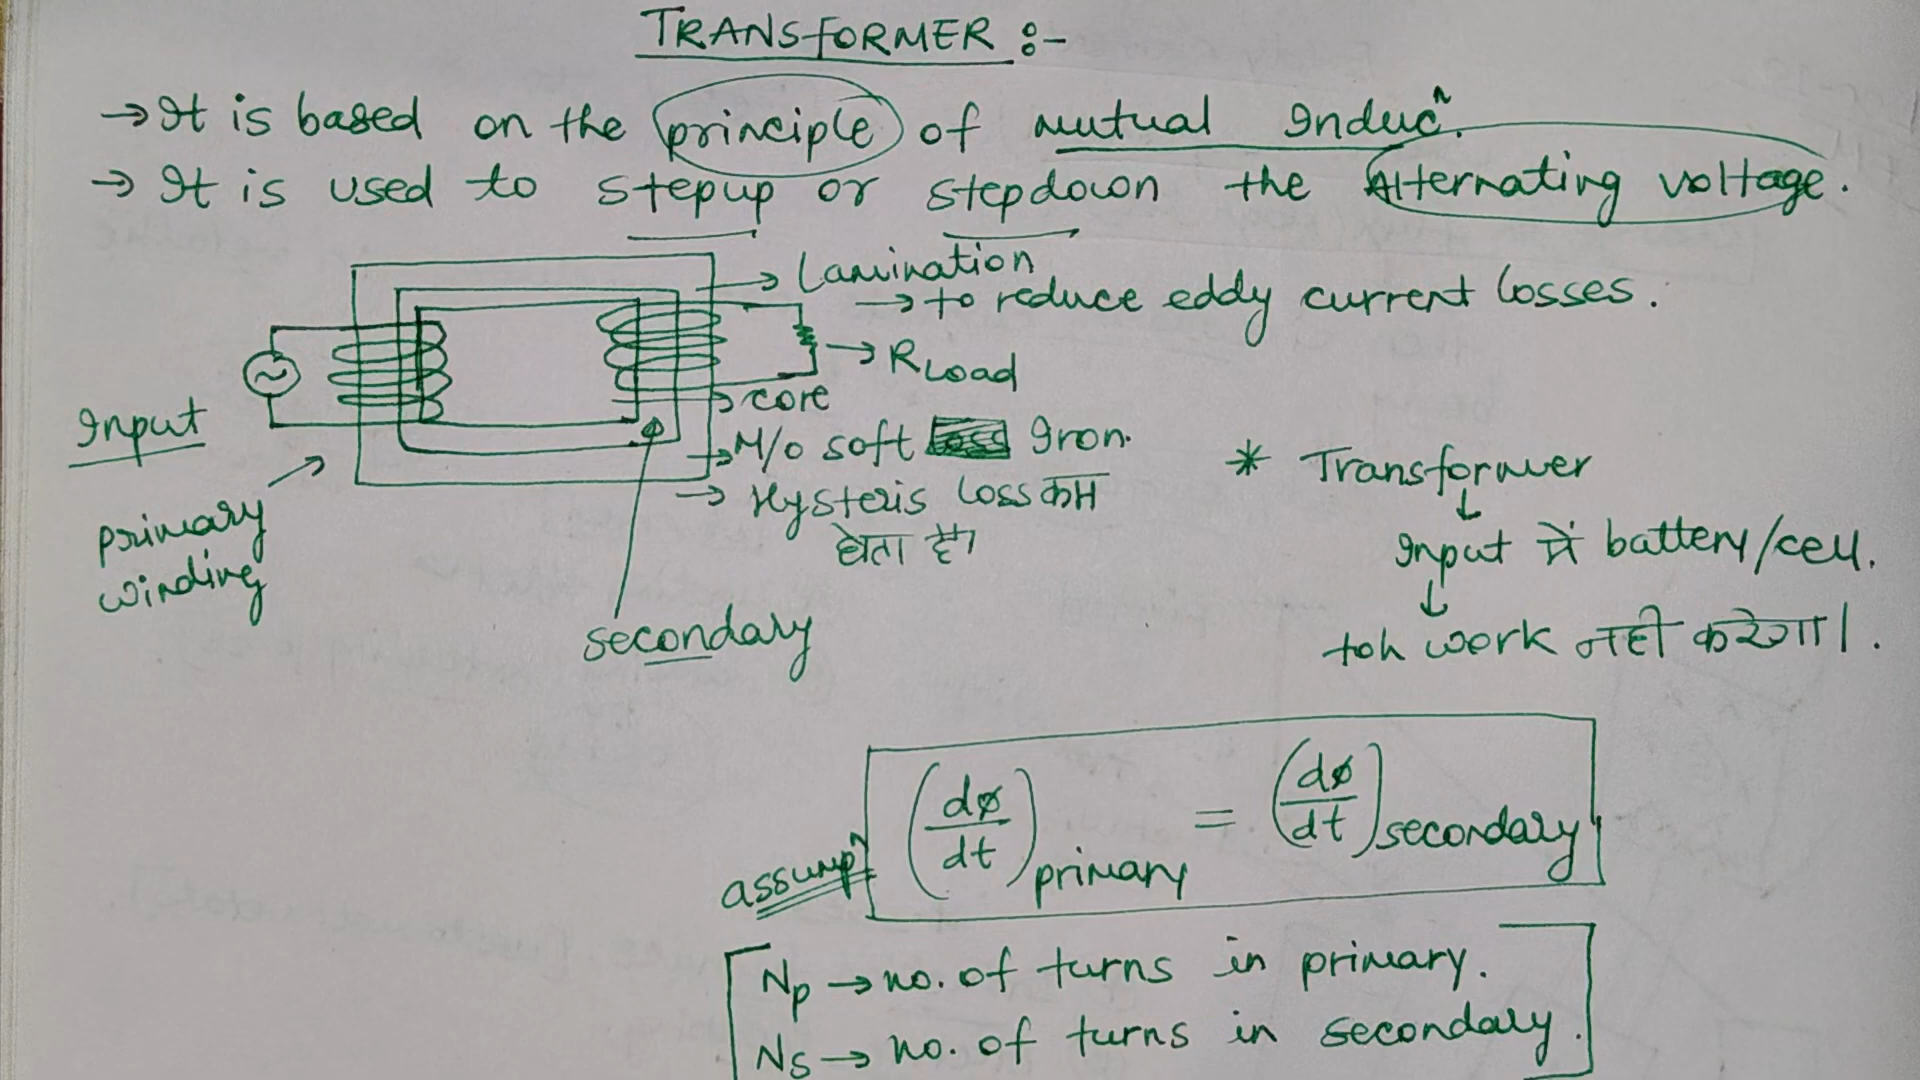 TRANSFORMER :-
→ It is based on the principle of mutual Inducⁿ.
→ It is used to stepup or stepdown the Alternating voltage.
→ Lamination
→ to reduce eddy current losses.
→ RLoad
→ core
→ M/o soft Iron.
→ Hysteris loss कम
होता है।
Input
primary
winding
ϕ
secondary
* Transformer
↓
Input में battery/cell.
↓
toh work नही करेगा।.
assumpⁿ
(dϕ/dt)primary = (dϕ/dt)secondary
Np → no. of turns in primary.
Ns → no. of turns in secondary.